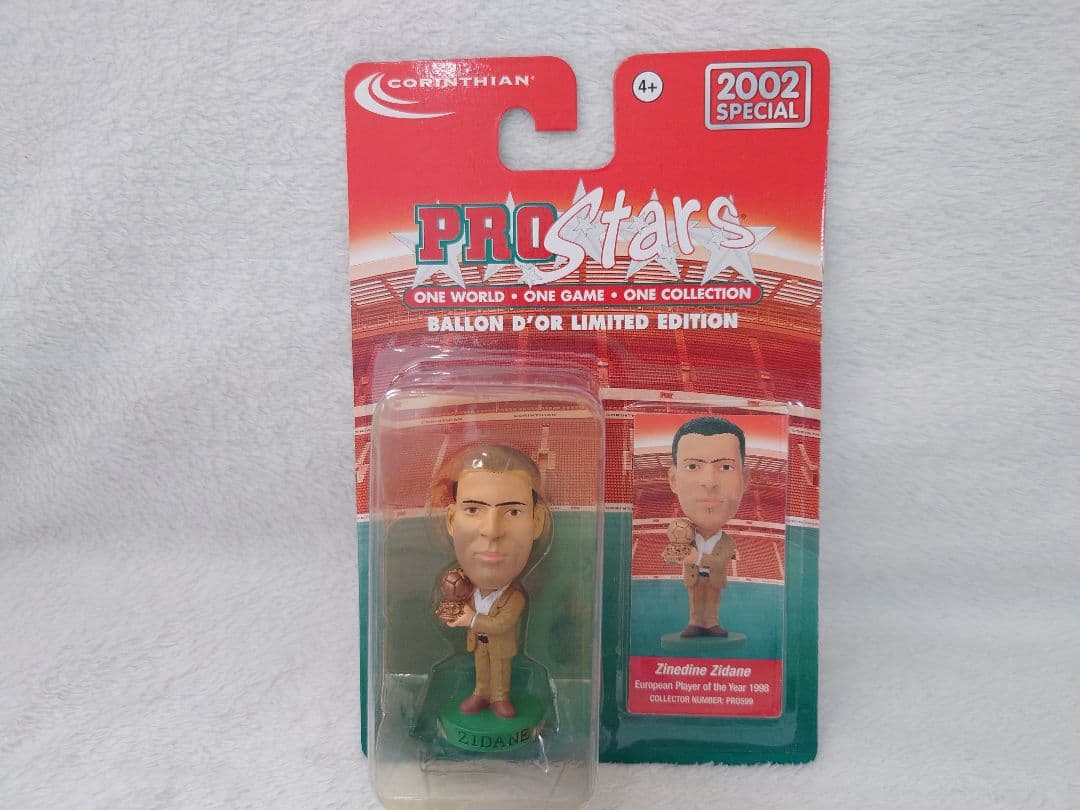 CORINTHIAN
4+
2002
SPECIAL
PRO Stars
ONE WORLD • ONE GAME • ONE COLLECTION
BALLON D'OR LIMITED EDITION
CORINTHIAN
ZIDANE
Zinedine Zidane
European Player of the Year 1998
COLLECTOR NUMBER: PRO599